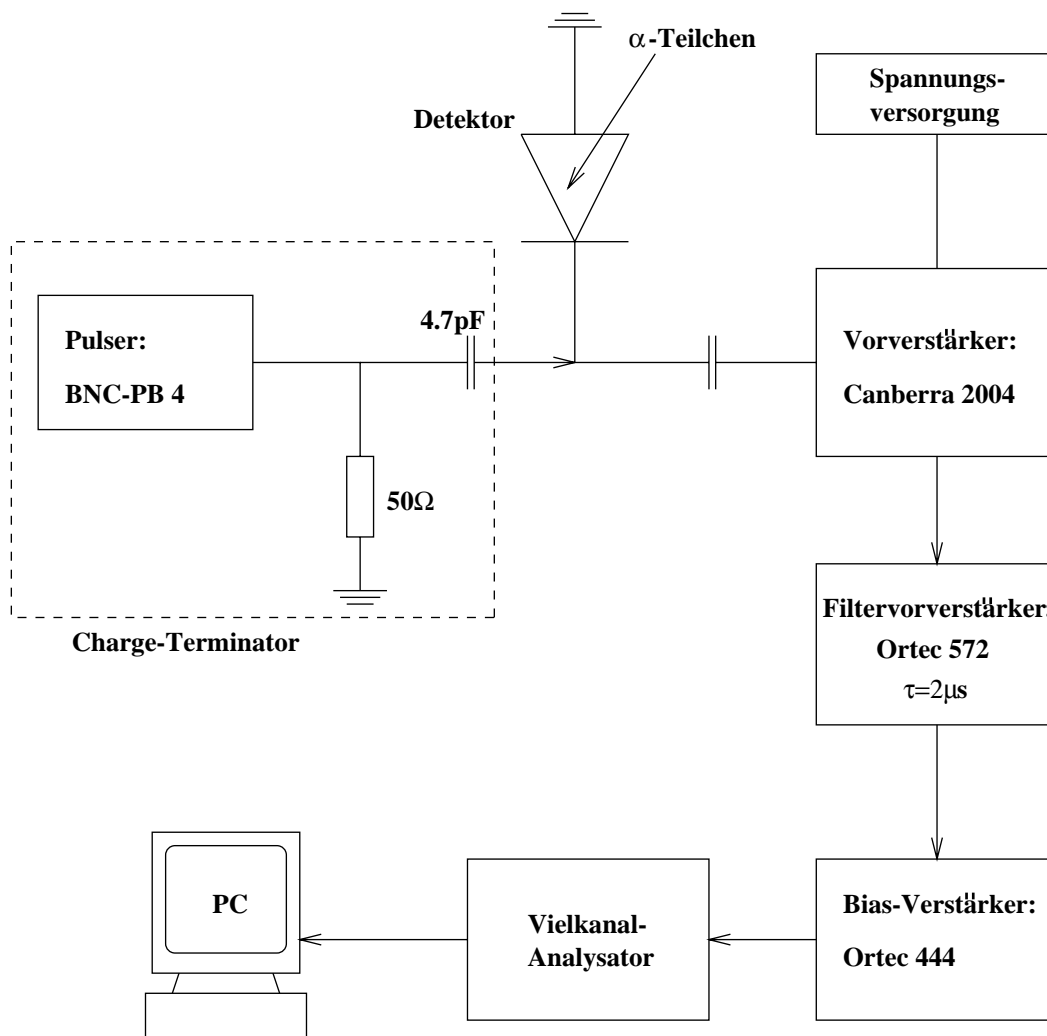 α-Teilchen
Spannungs-
versorgung
Detektor
4.7pF
Pulser:
BNC-PB 4
Vorverstärker:
Canberra 2004
50Ω
Charge-Terminator
Filtervorverstärker:
Ortec 572
τ=2μs
PC
Vielkanal-
Analysator
Bias-Verstärker:
Ortec 444